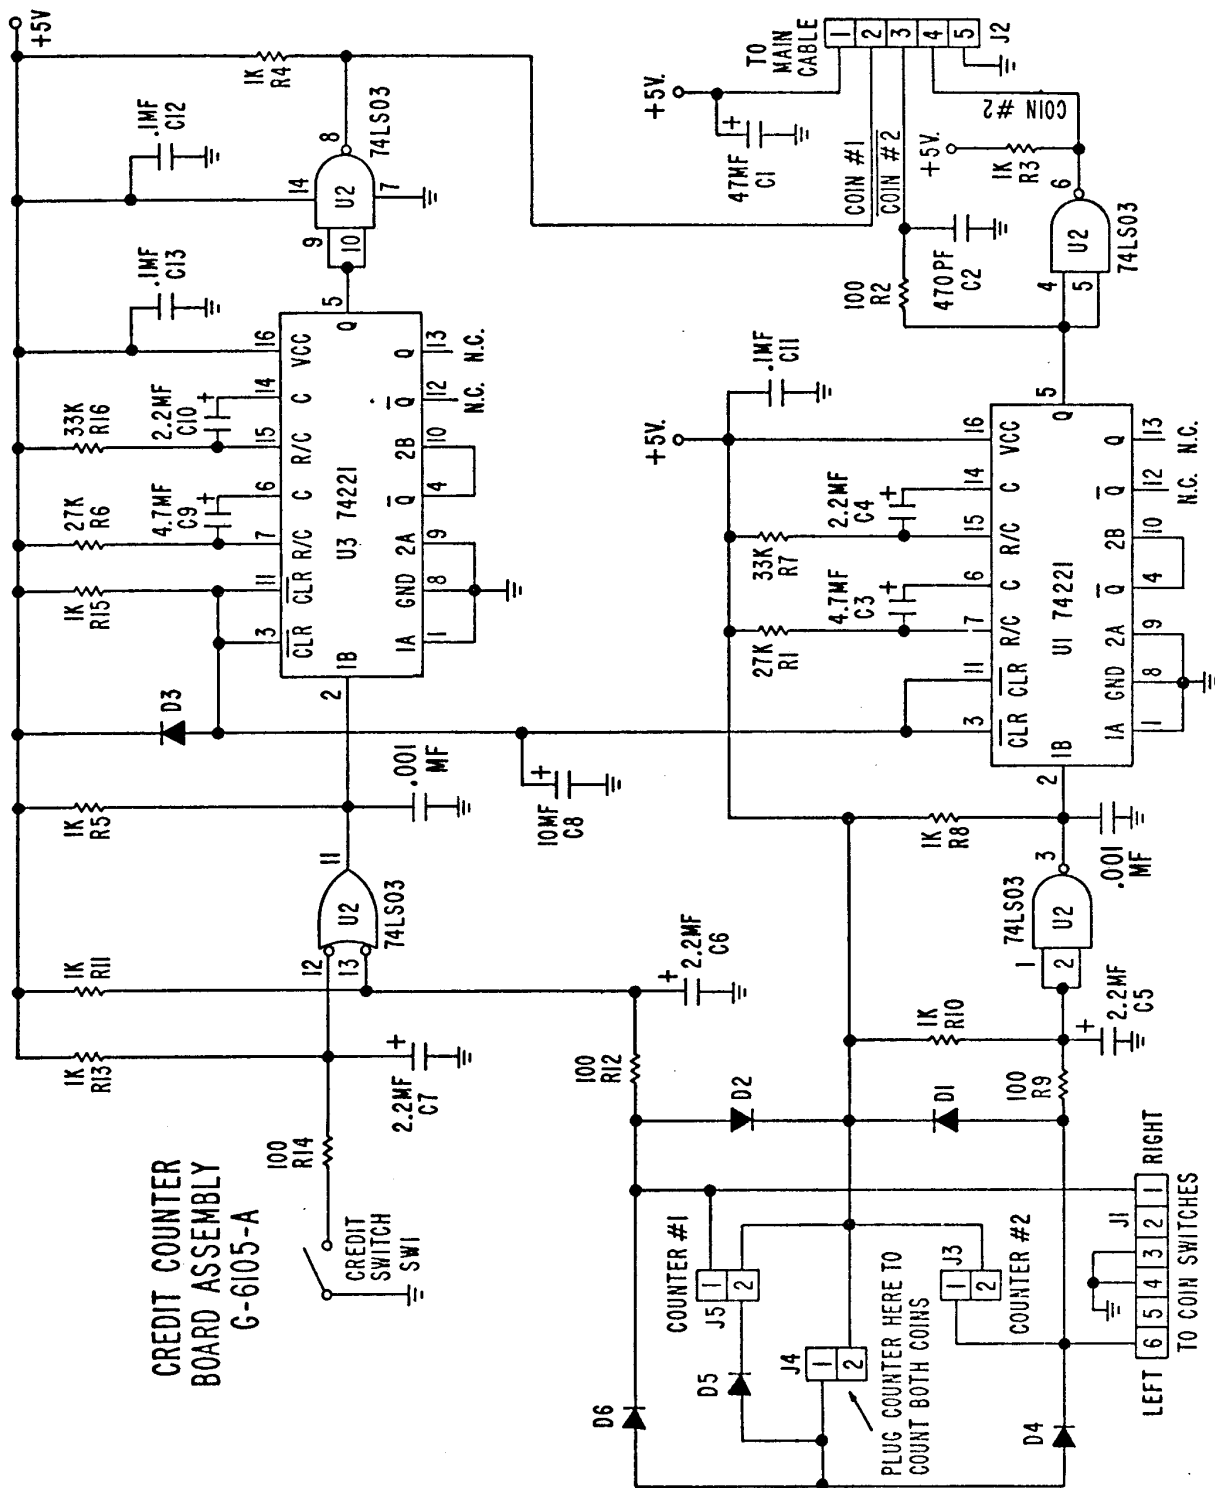 CREDIT COUNTER
BOARD ASSEMBLY
G-6105-A
+5V
1K
R13
1K
R11
1K
R5
D3
1K
R15
27K
R6
33K
R16
4.7MF
C9
2.2MF
C10
.1MF
C13
.1MF
C12
1K
R4
100
R14
CREDIT
SWITCH
SW1
2.2MF
C7
12
13
11
U2
74LS03
.001
MF
2
3
11
7
6
15
14
16
1B
CLR
CLR
R/C
C
R/C
C
VCC
U3 74221
Q
5
1A
GND
2A
Q
2B
Q
Q
1
8
9
4
10
12
13
N.C.
N.C.
9
10
14
U2
7
8
74LS03
10MF
C8
2.2MF
C6
100
R12
D2
D1
D6
D5
D4
COUNTER #1
J5
1
2
J4
1
2
PLUG COUNTER HERE TO
COUNT BOTH COINS
J3
1
2
COUNTER #2
LEFT
6
5
4
3
2
1
RIGHT
J1
TO COIN SWITCHES
100
R9
1K
R10
2.2MF
C5
1
2
U2
3
74LS03
1K
R8
.001
MF
+5V.
27K
R1
4.7MF
C3
33K
R7
2.2MF
C4
.1MF
C11
2
3
11
7
6
15
14
16
1B
CLR
CLR
R/C
C
R/C
C
VCC
U1 74221
Q
5
1A
GND
2A
Q
2B
Q
Q
1
8
9
4
10
12
13
N.C.
N.C.
100
R2
470PF
C2
4
5
U2
6
74LS03
1K
R3
+5V.
+5V.
47MF
C1
COIN #1
COIN #2
COIN #2
TO
MAIN
CABLE
1
2
3
4
5
J2